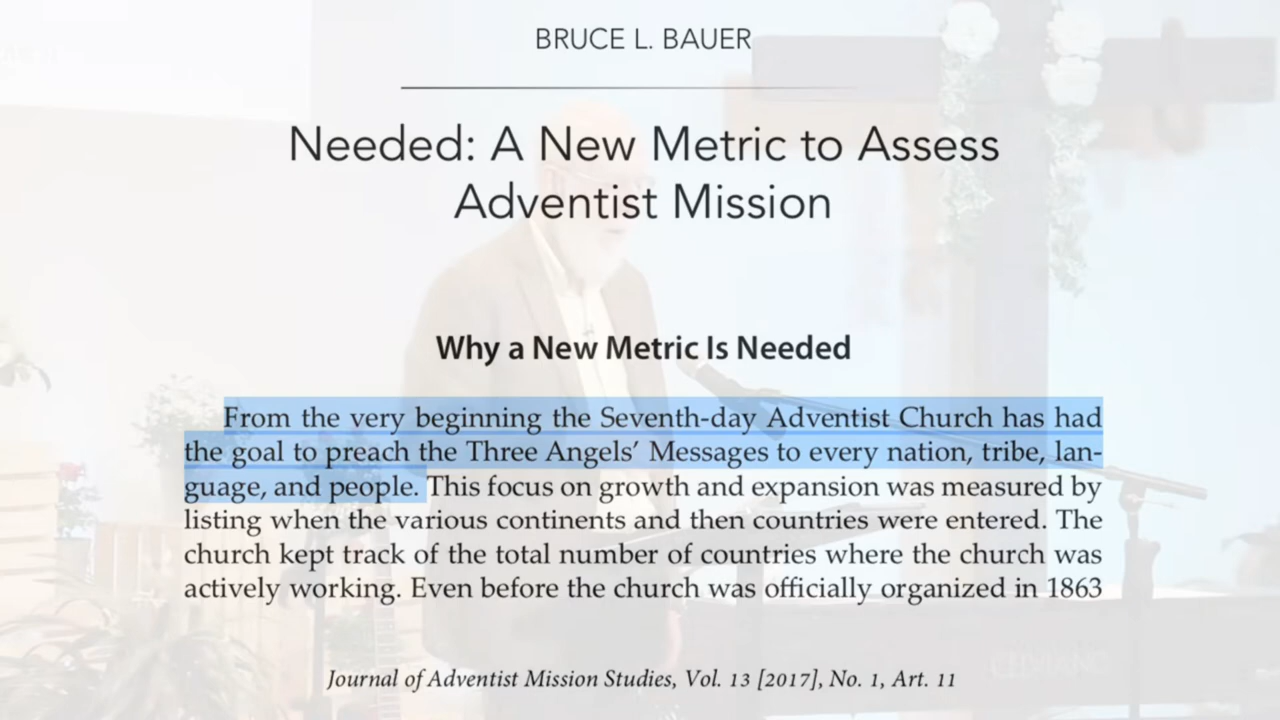 BRUCE L. BAUER
Needed: A New Metric to Assess
Adventist Mission
Why a New Metric Is Needed
From the very beginning the Seventh-day Adventist Church has had
the goal to preach the Three Angels' Messages to every nation, tribe, lan-
guage, and people. This focus on growth and expansion was measured by
listing when the various continents and then countries were entered. The
church kept track of the total number of countries where the church was
actively working. Even before the church was officially organized in 1863
Journal of Adventist Mission Studies, Vol. 13 [2017], No. 1, Art. 11